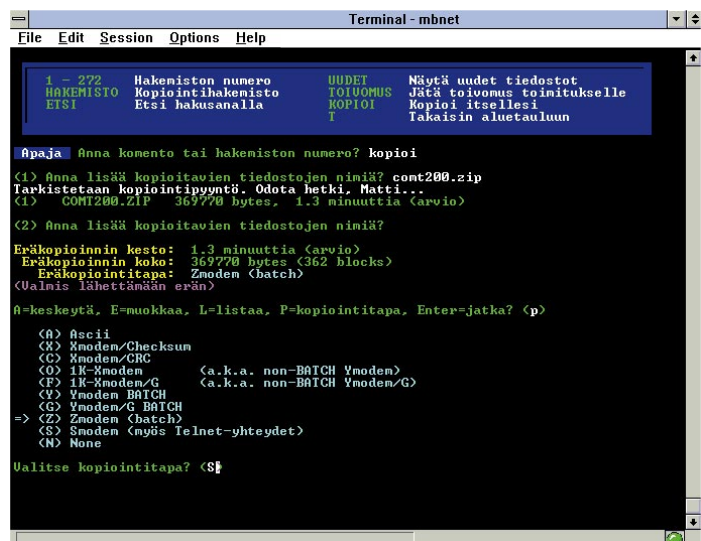 Terminal - mbnet
File Edit Session Options Help
1 - 272 Hakemiston numero UUDET Näytä uudet tiedostot
HAKEMISTO Kopiointihakemisto TOIVOMUS Jätä toivomus toimitukselle
ETSI Etsi hakusanalla KOPIOI Kopioi itsellesi
T Takaisin aluetauluun
Apaja Anna komento tai hakemiston numero? kopioi
(1) Anna lisää kopioitavien tiedostojen nimiä? comt200.zip
Tarkistetaan kopiointipyyntö. Odota hetki, Matti...
(1) COMT200.ZIP 369770 bytes, 1.3 minuuttia (arvio)
(2) Anna lisää kopioitavien tiedostojen nimiä?
Eräkopioinnin kesto: 1.3 minuuttia (arvio)
Eräkopioinnin koko: 369770 bytes (362 blocks)
Eräkopiointitapa: Zmodem (batch)
(Valmis lähettämään erän)
A=keskeytä, E=muokkaa, L=listaa, P=kopiointitapa, Enter=jatka? (p)
(A) Ascii
(X) Xmodem/Checksum
(C) Xmodem/CRC
(O) 1K-Xmodem (a.k.a. non-BATCH Ymodem)
(F) 1K-Xmodem/G (a.k.a. non-BATCH Ymodem/G)
(Y) Ymodem BATCH
(G) Ymodem/G BATCH
=> (Z) Zmodem (batch)
(S) Smodem (myös Telnet-yhteydet)
(N) None
Valitse kopiointitapa? (S)